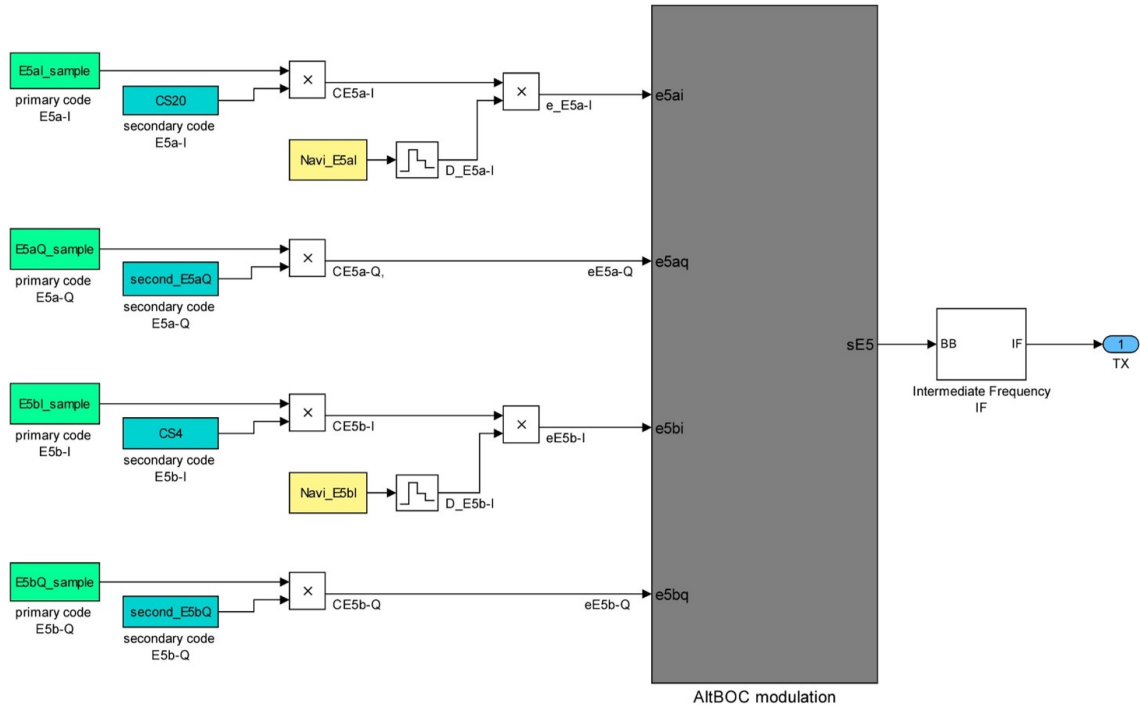 E5aI_sample
primary code
E5a-I
CS20
secondary code
E5a-I
×
CE5a-I
Navi_E5aI
D_E5a-I
×
e_E5a-I
e5ai
E5aQ_sample
primary code
E5a-Q
second_E5aQ
secondary code
E5a-Q
×
CE5a-Q,
eE5a-Q
e5aq
E5bI_sample
primary code
E5b-I
CS4
secondary code
E5b-I
×
CE5b-I
Navi_E5bI
D_E5b-I
×
eE5b-I
e5bi
E5bQ_sample
primary code
E5b-Q
second_E5bQ
secondary code
E5b-Q
×
CE5b-Q
eE5b-Q
e5bq
sE5
AltBOC modulation
BB
IF
Intermediate Frequency
IF
1
TX